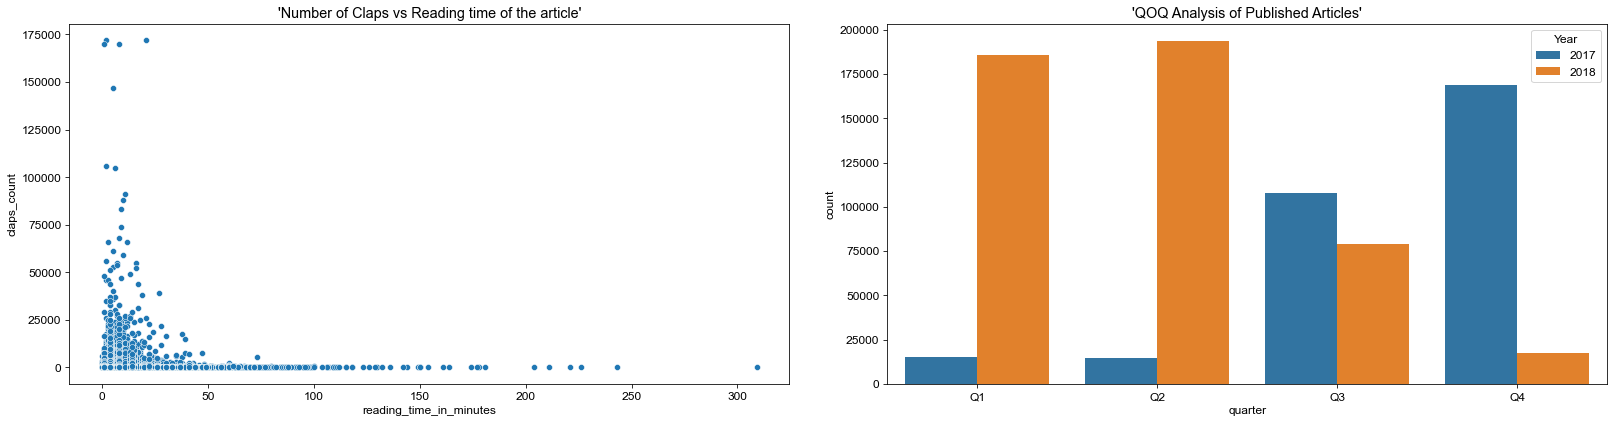 'Number of Claps vs Reading time of the article'
175000
150000
125000
100000
75000
50000
25000
0
claps_count
0 50 100 150 200 250 300
reading_time_in_minutes
'QOQ Analysis of Published Articles'
200000
175000
150000
125000
100000
75000
50000
25000
0
count
Year
2017
2018
Q1 Q2 Q3 Q4
quarter